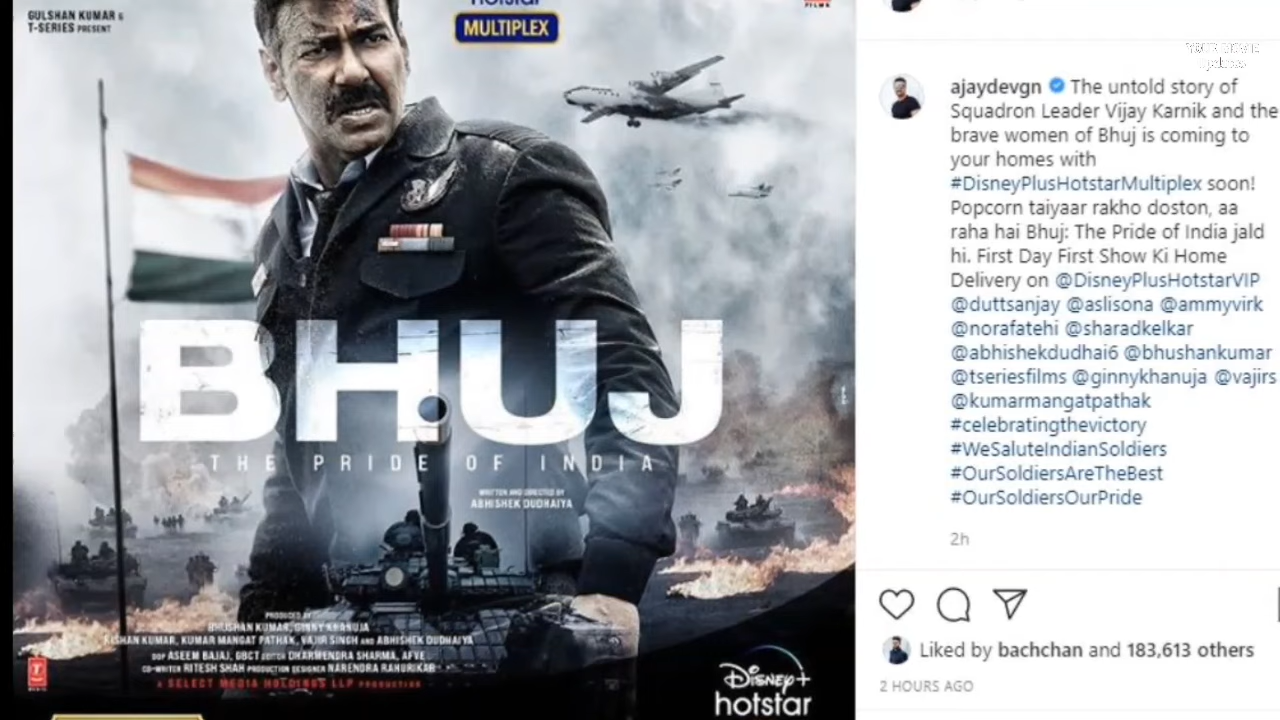 GULSHAN KUMAR &
T-SERIES PRESENT
hotstar
MULTIPLEX
FILMS
BHUJ
THE PRIDE OF INDIA
WRITTEN AND DIRECTED BY
ABHISHEK DUDHAIYA
PRODUCED BY
BHUSHAN KUMAR, GINNY KHANUJA
KISHAN KUMAR, KUMAR MANGAT PATHAK, VAJIR SINGH AND ABHISHEK DUDHAIYA
DOP ASEEM BAJAJ, GBCT EDITOR DHARMENDRA SHARMA, AFVE
CO-WRITER RITESH SHAH PRODUCTION DESIGNER NARENDRA RAHURIKAR
A SELECT MEDIA HOLDINGS LLP PRODUCTION
T
Disney+
hotstar
YOUR MOVIE
Updates
ajaydevgn The untold story of
Squadron Leader Vijay Karnik and the
brave women of Bhuj is coming to
your homes with
#DisneyPlusHotstarMultiplex soon!
Popcorn taiyaar rakho doston, aa
raha hai Bhuj: The Pride of India jald
hi. First Day First Show Ki Home
Delivery on @DisneyPlusHotstarVIP
@duttsanjay @aslisona @ammyvirk
@norafatehi @sharadkelkar
@abhishekdudhai6 @bhushankumar
@tseriesfilms @ginnykhanuja @vajirs
@kumarmangatpathak
#celebratingthevictory
#WeSaluteIndianSoldiers
#OurSoldiersAreTheBest
#OurSoldiersOurPride
2h
Liked by bachchan and 183,613 others
2 HOURS AGO